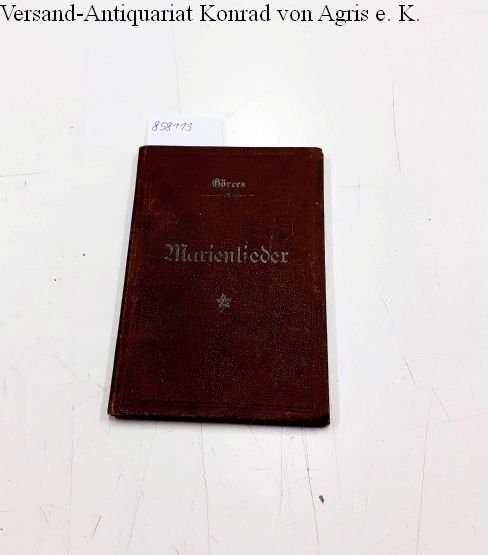 Versand-Antiquariat Konrad von Agris e. K.
858113
Görres
Marienlieder